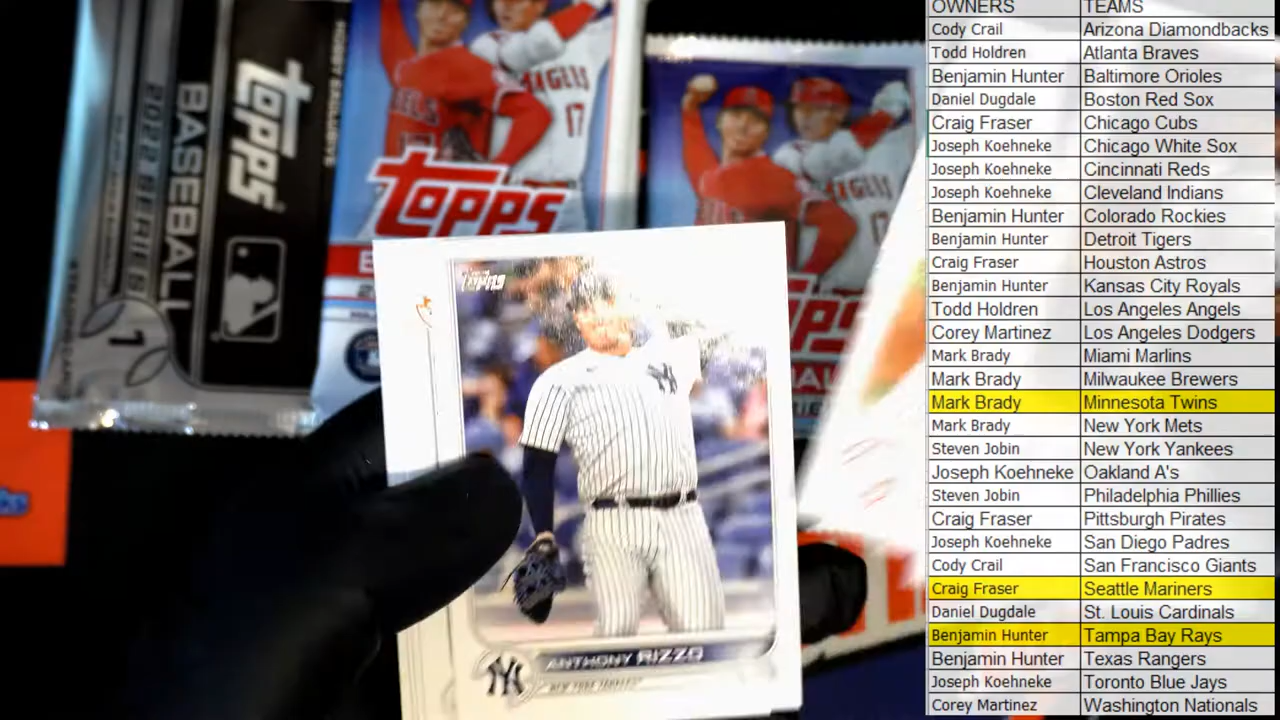 OWNERS TEAMS
Cody Crail Arizona Diamondbacks
Todd Holdren Atlanta Braves
Benjamin Hunter Baltimore Orioles
Daniel Dugdale Boston Red Sox
Craig Fraser Chicago Cubs
Joseph Koehneke Chicago White Sox
Joseph Koehneke Cincinnati Reds
Joseph Koehneke Cleveland Indians
Benjamin Hunter Colorado Rockies
Benjamin Hunter Detroit Tigers
Craig Fraser Houston Astros
Benjamin Hunter Kansas City Royals
Todd Holdren Los Angeles Angels
Corey Martinez Los Angeles Dodgers
Mark Brady Miami Marlins
Mark Brady Milwaukee Brewers
Mark Brady Minnesota Twins
Mark Brady New York Mets
Steven Jobin New York Yankees
Joseph Koehneke Oakland A's
Steven Jobin Philadelphia Phillies
Craig Fraser Pittsburgh Pirates
Joseph Koehneke San Diego Padres
Cody Crail San Francisco Giants
Craig Fraser Seattle Mariners
Daniel Dugdale St. Louis Cardinals
Benjamin Hunter Tampa Bay Rays
Benjamin Hunter Texas Rangers
Joseph Koehneke Toronto Blue Jays
Corey Martinez Washington Nationals
topps
2022 SERIES 1
BASEBALL
topps
ANGELS
17
Topps
NY
ANTHONY RIZZO
NEW YORK YANKEES